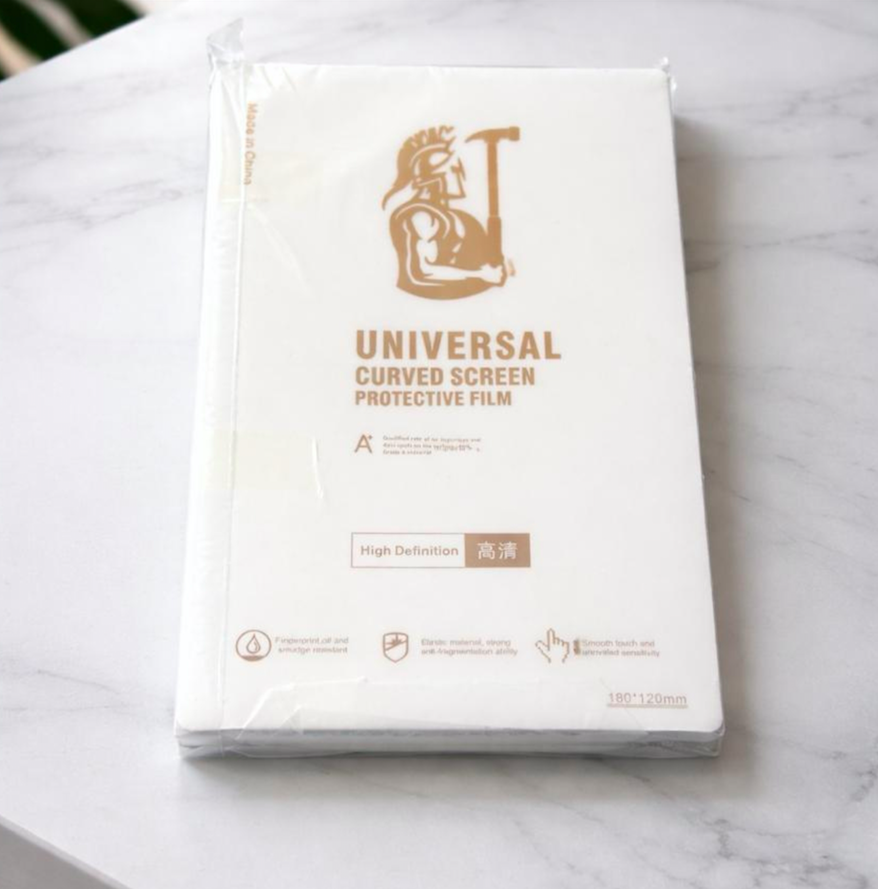 Made in China
UNIVERSAL
CURVED SCREEN
PROTECTIVE FILM
A+
High Definition 高清
Fingerprint,oil and
smudge resistant
Elastic material, strong
anti-fragmentation ability
Smooth touch and
sensitivity
180*120mm